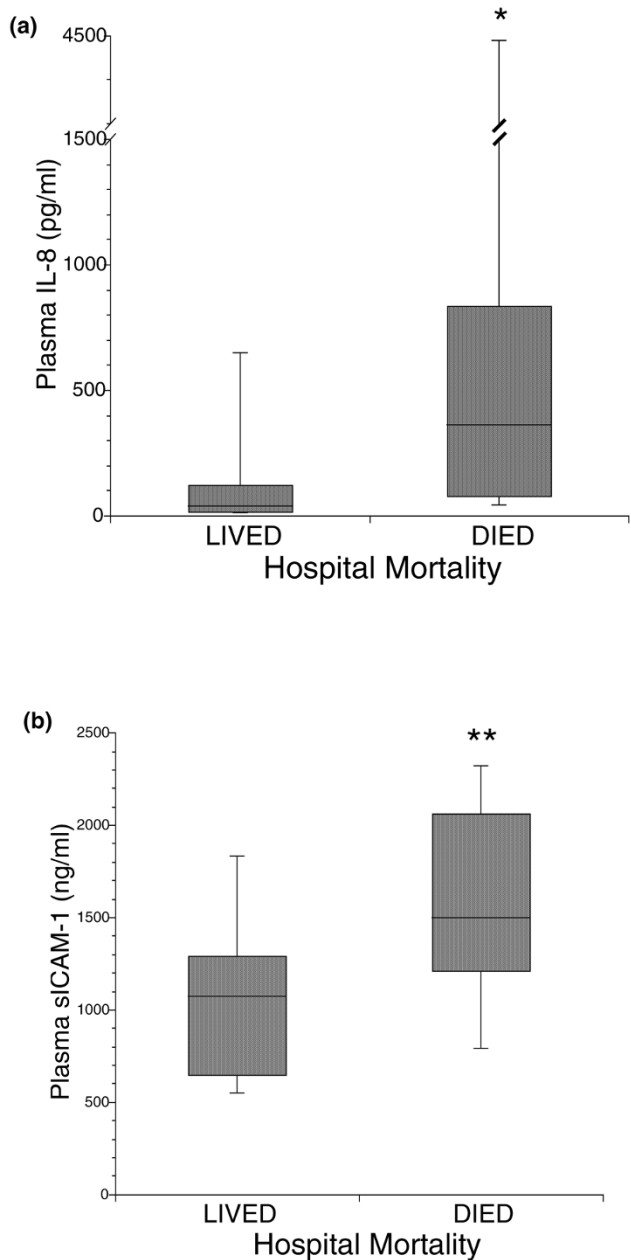 (a)
*
4500
1500
1000
500
0
Plasma IL-8 (pg/ml)
LIVED DIED
Hospital Mortality
(b)
**
2500
2000
1500
1000
500
0
Plasma sICAM-1 (ng/ml)
LIVED DIED
Hospital Mortality